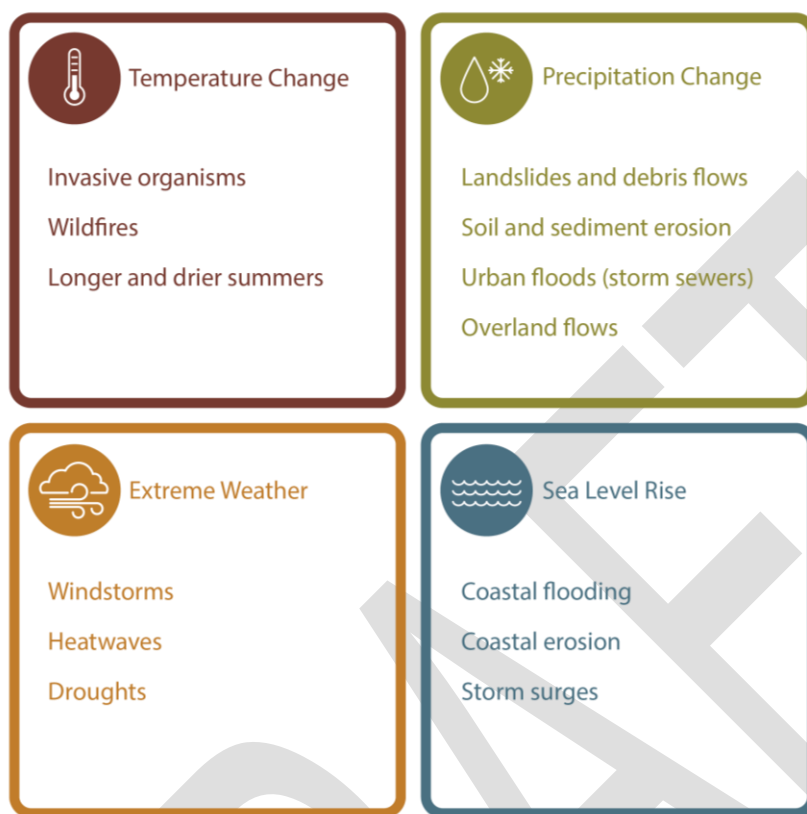 Temperature Change
Invasive organisms
Wildfires
Longer and drier summers
Precipitation Change
Landslides and debris flows
Soil and sediment erosion
Urban floods (storm sewers)
Overland flows
Extreme Weather
Windstorms
Heatwaves
Droughts
Sea Level Rise
Coastal flooding
Coastal erosion
Storm surges